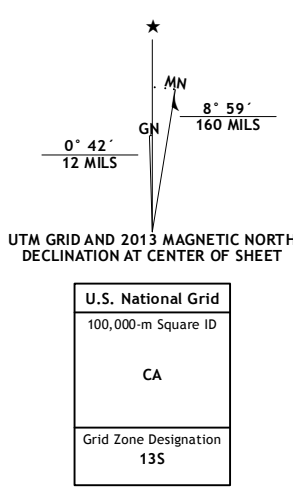 ★
MN
8° 59´
160 MILS
GN
0° 42´
12 MILS
UTM GRID AND 2013 MAGNETIC NORTH
DECLINATION AT CENTER OF SHEET
U.S. National Grid
100,000-m Square ID
CA
Grid Zone Designation
13S